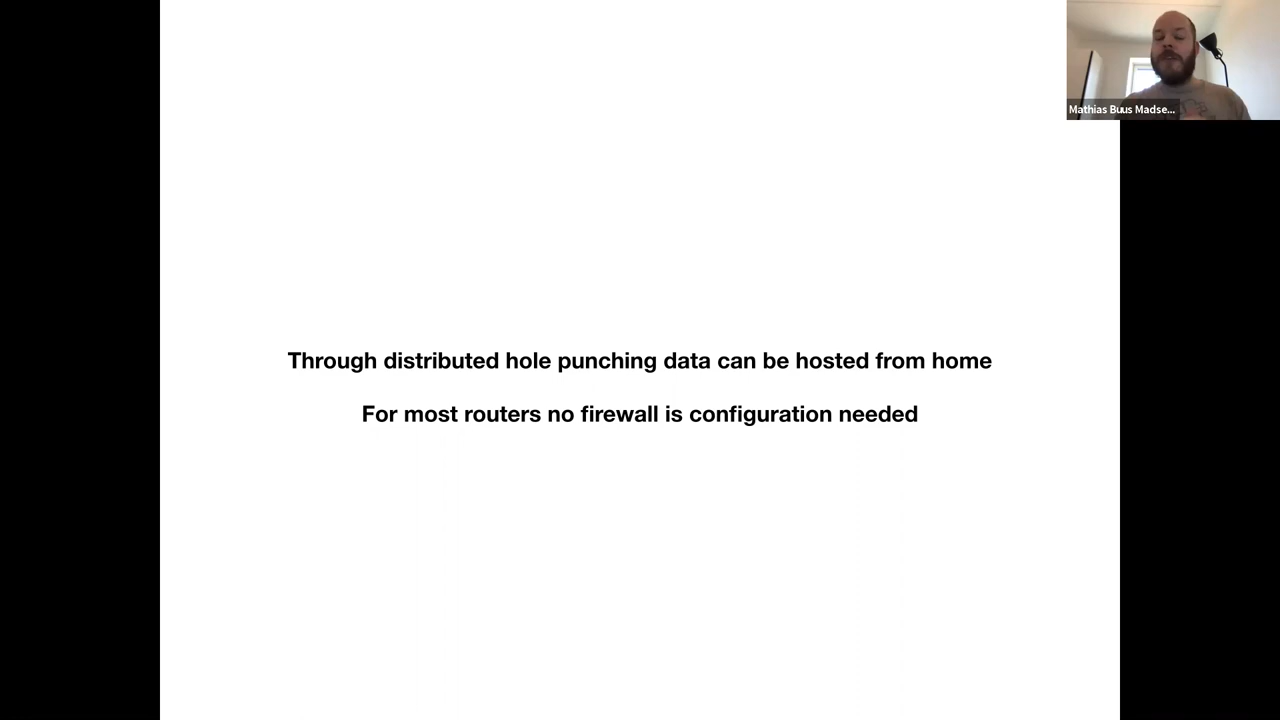 Mathias Buus Madse...
Through distributed hole punching data can be hosted from home
For most routers no firewall is configuration needed